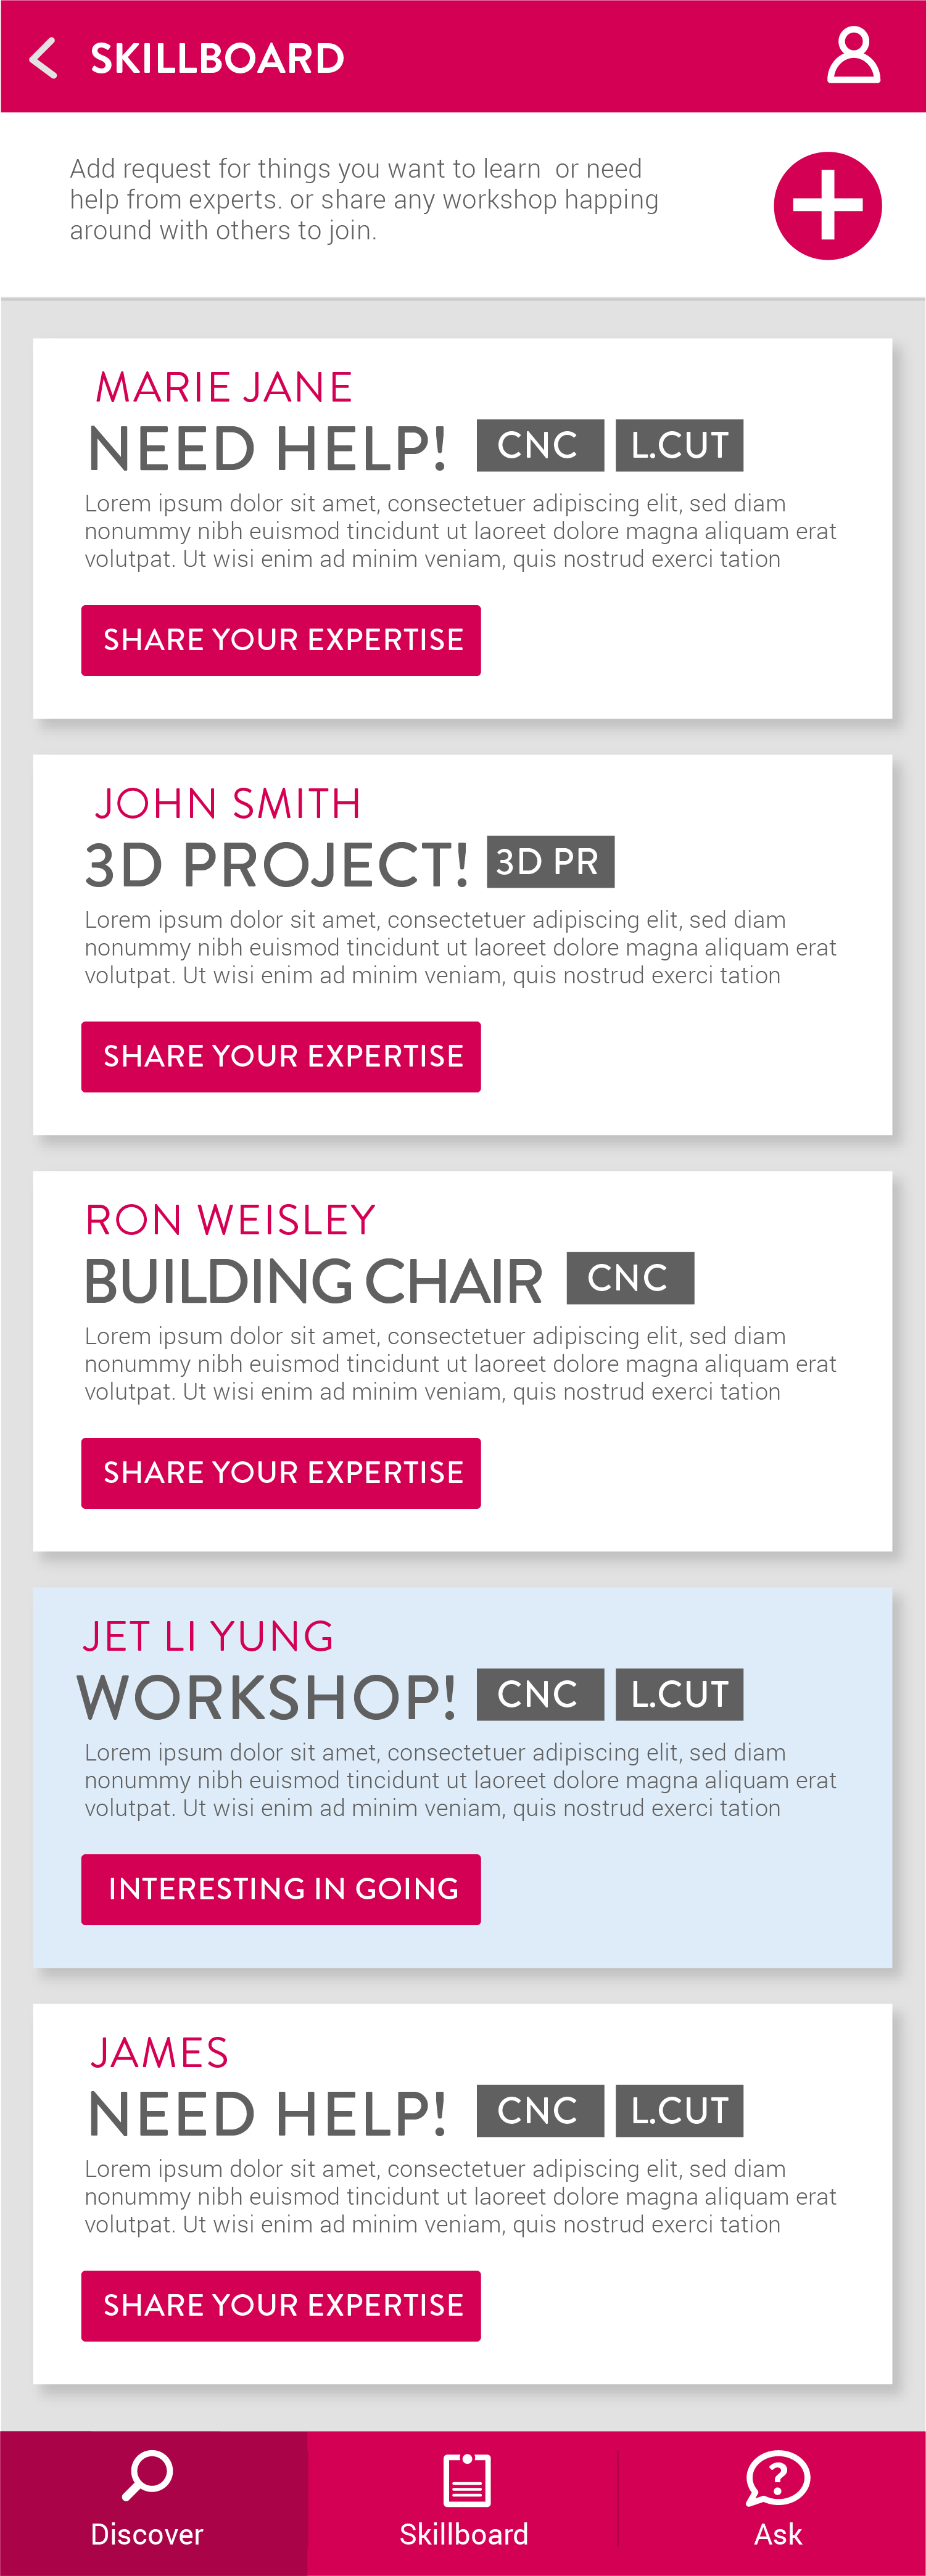 SKILLBOARD
Add request for things you want to learn  or need
help from experts. or share any workshop happing
around with others to join.
MARIE JANE
NEED HELP! CNC L.CUT
Lorem ipsum dolor sit amet, consectetuer adipiscing elit, sed diam
nonummy nibh euismod tincidunt ut laoreet dolore magna aliquam erat
volutpat. Ut wisi enim ad minim veniam, quis nostrud exerci tation
SHARE YOUR EXPERTISE
JOHN SMITH
3D PROJECT! 3D PR
Lorem ipsum dolor sit amet, consectetuer adipiscing elit, sed diam
nonummy nibh euismod tincidunt ut laoreet dolore magna aliquam erat
volutpat. Ut wisi enim ad minim veniam, quis nostrud exerci tation
SHARE YOUR EXPERTISE
RON WEISLEY
BUILDING CHAIR CNC
Lorem ipsum dolor sit amet, consectetuer adipiscing elit, sed diam
nonummy nibh euismod tincidunt ut laoreet dolore magna aliquam erat
volutpat. Ut wisi enim ad minim veniam, quis nostrud exerci tation
SHARE YOUR EXPERTISE
JET LI YUNG
WORKSHOP! CNC L.CUT
Lorem ipsum dolor sit amet, consectetuer adipiscing elit, sed diam
nonummy nibh euismod tincidunt ut laoreet dolore magna aliquam erat
volutpat. Ut wisi enim ad minim veniam, quis nostrud exerci tation
INTERESTING IN GOING
JAMES
NEED HELP! CNC L.CUT
Lorem ipsum dolor sit amet, consectetuer adipiscing elit, sed diam
nonummy nibh euismod tincidunt ut laoreet dolore magna aliquam erat
volutpat. Ut wisi enim ad minim veniam, quis nostrud exerci tation
SHARE YOUR EXPERTISE
Discover Skillboard Ask